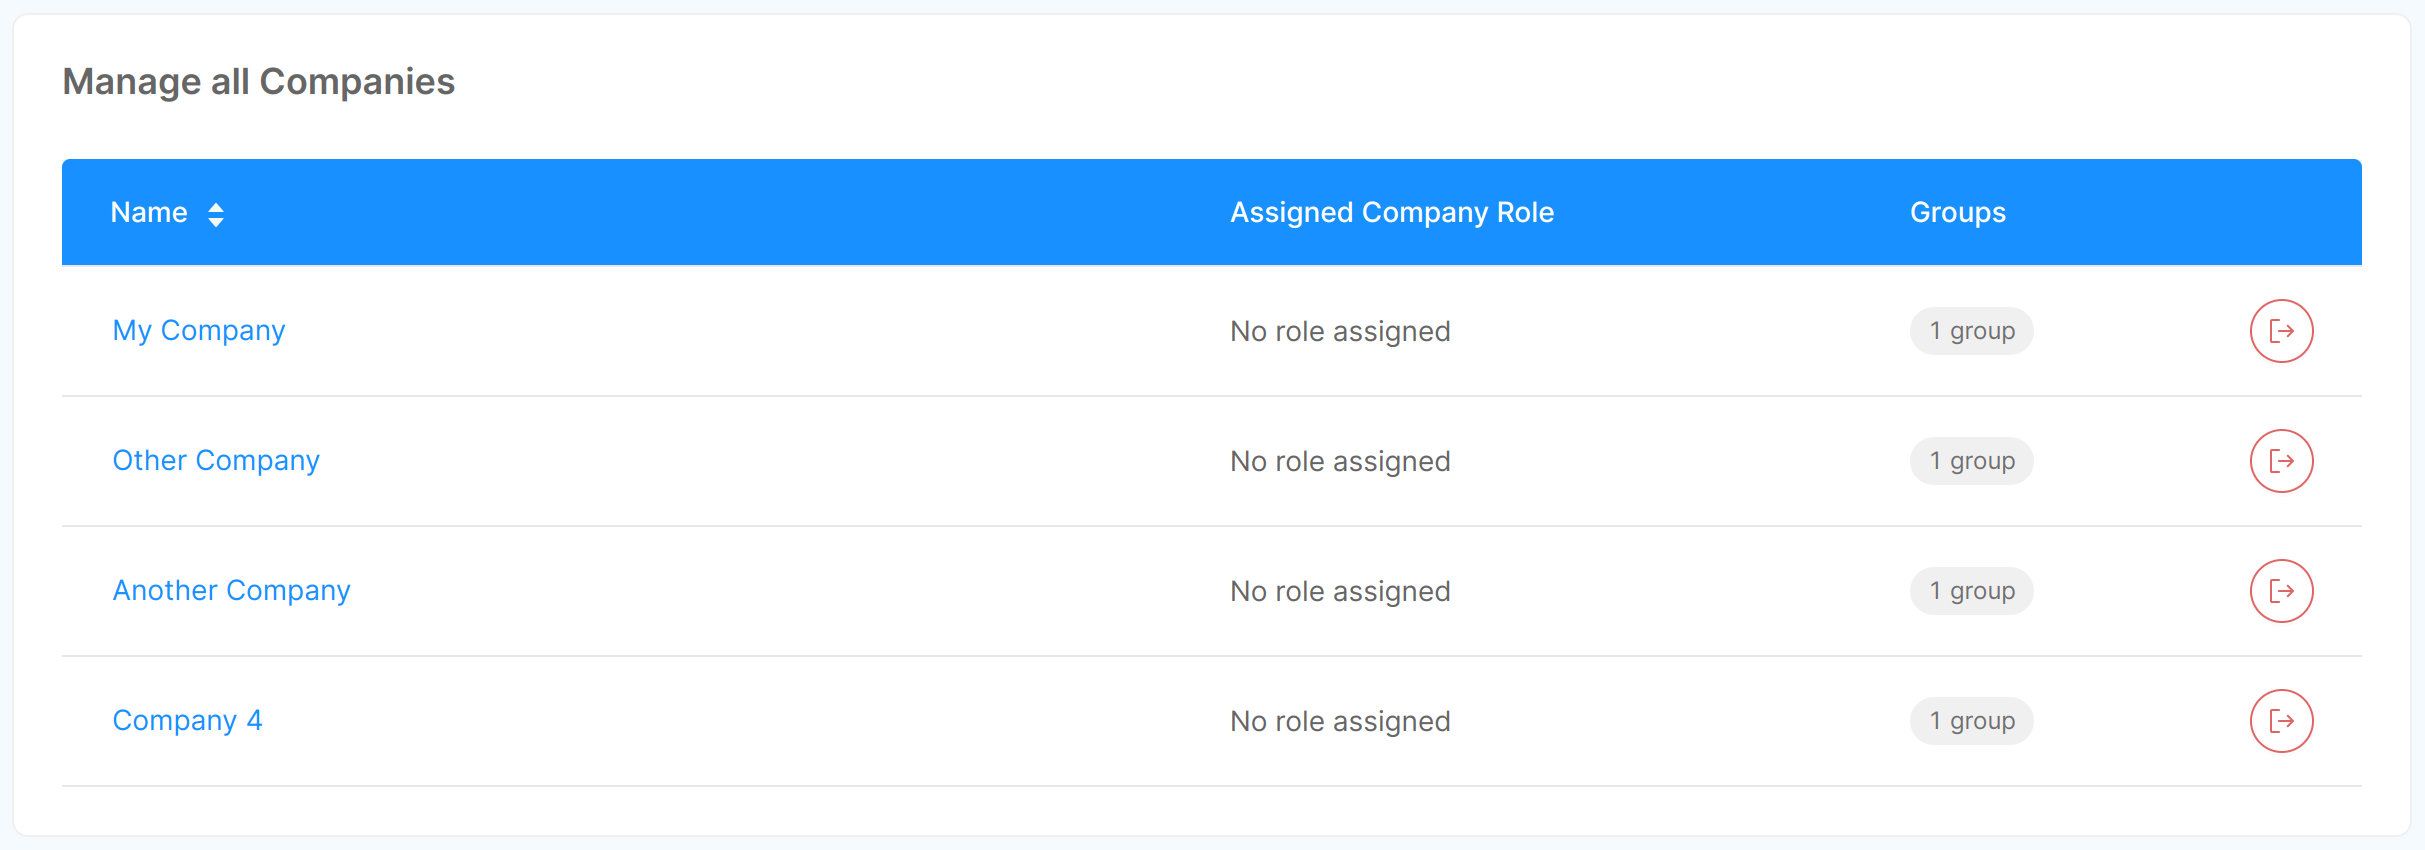 Manage all Companies
Name Assigned Company Role Groups
My Company No role assigned 1 group
Other Company No role assigned 1 group
Another Company No role assigned 1 group
Company 4 No role assigned 1 group